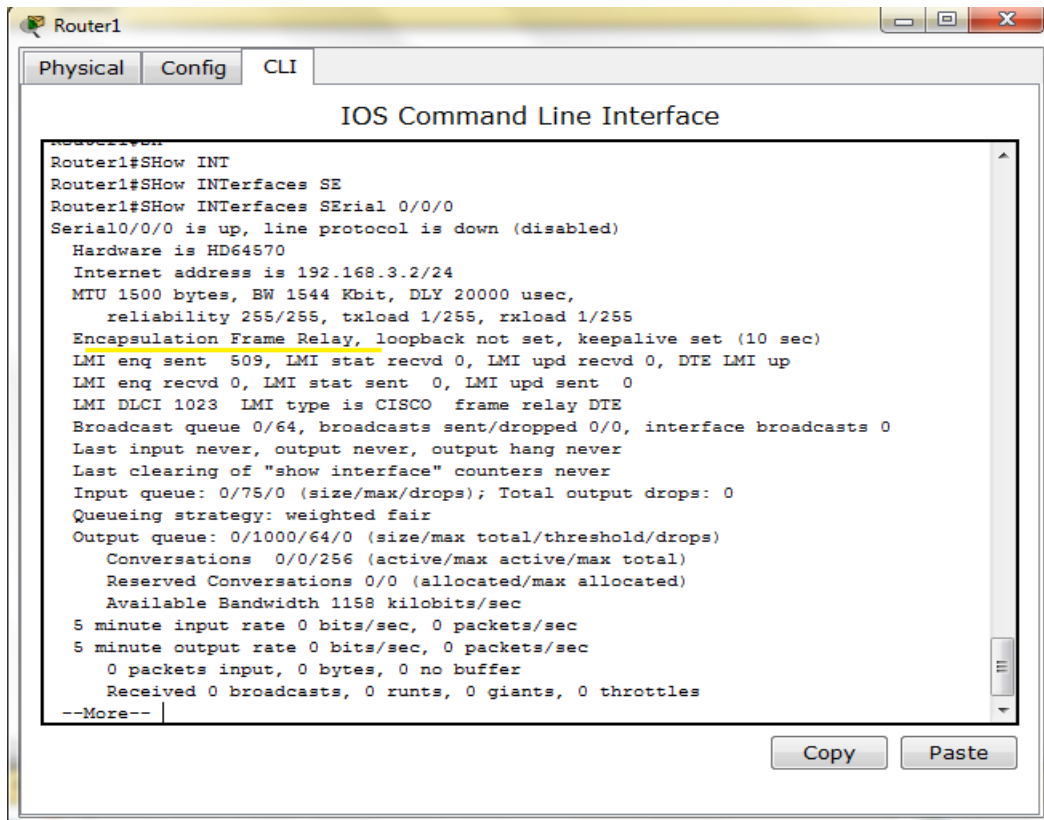 Router1
Physical Config CLI
IOS Command Line Interface
Router1#SHow INT
Router1#SHow INTerfaces SE
Router1#SHow INTerfaces SErial 0/0/0
Serial0/0/0 is up, line protocol is down (disabled)
Hardware is HD64570
Internet address is 192.168.3.2/24
MTU 1500 bytes, BW 1544 Kbit, DLY 20000 usec,
reliability 255/255, txload 1/255, rxload 1/255
Encapsulation Frame Relay, loopback not set, keepalive set (10 sec)
LMI enq sent  509, LMI stat recvd 0, LMI upd recvd 0, DTE LMI up
LMI enq recvd 0, LMI stat sent  0, LMI upd sent  0
LMI DLCI 1023  LMI type is CISCO  frame relay DTE
Broadcast queue 0/64, broadcasts sent/dropped 0/0, interface broadcasts 0
Last input never, output never, output hang never
Last clearing of "show interface" counters never
Input queue: 0/75/0 (size/max/drops); Total output drops: 0
Queueing strategy: weighted fair
Output queue: 0/1000/64/0 (size/max total/threshold/drops)
Conversations  0/0/256 (active/max active/max total)
Reserved Conversations 0/0 (allocated/max allocated)
Available Bandwidth 1158 kilobits/sec
5 minute input rate 0 bits/sec, 0 packets/sec
5 minute output rate 0 bits/sec, 0 packets/sec
0 packets input, 0 bytes, 0 no buffer
Received 0 broadcasts, 0 runts, 0 giants, 0 throttles
--More--
Copy Paste